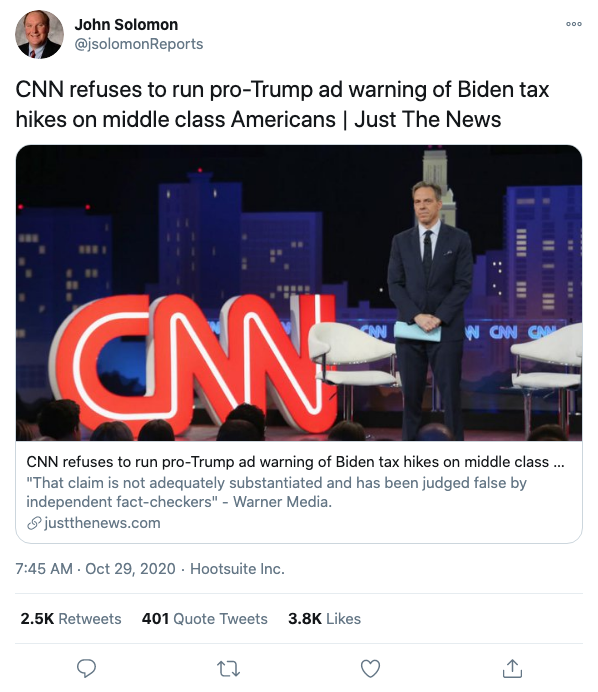 John Solomon
@jsolomonReports
CNN refuses to run pro-Trump ad warning of Biden tax
hikes on middle class Americans | Just The News
CNN
CNN
CNN
CNN
CNN refuses to run pro-Trump ad warning of Biden tax hikes on middle class ...
"That claim is not adequately substantiated and has been judged false by
independent fact-checkers" - Warner Media.
justthenews.com
7:45 AM · Oct 29, 2020 · Hootsuite Inc.
2.5K Retweets 401 Quote Tweets 3.8K Likes